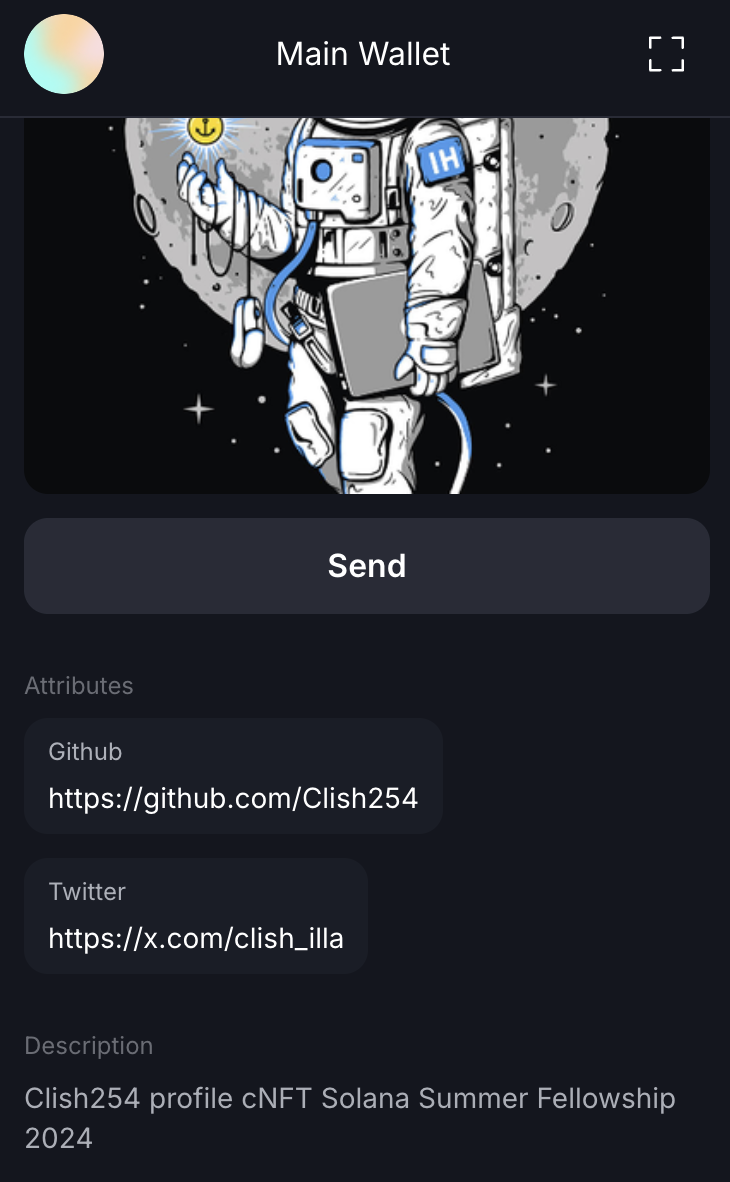 Main Wallet
IH
Send
Attributes
Github
https://github.com/Clish254
Twitter
https://x.com/clish_illa
Description
Clish254 profile cNFT Solana Summer Fellowship
2024